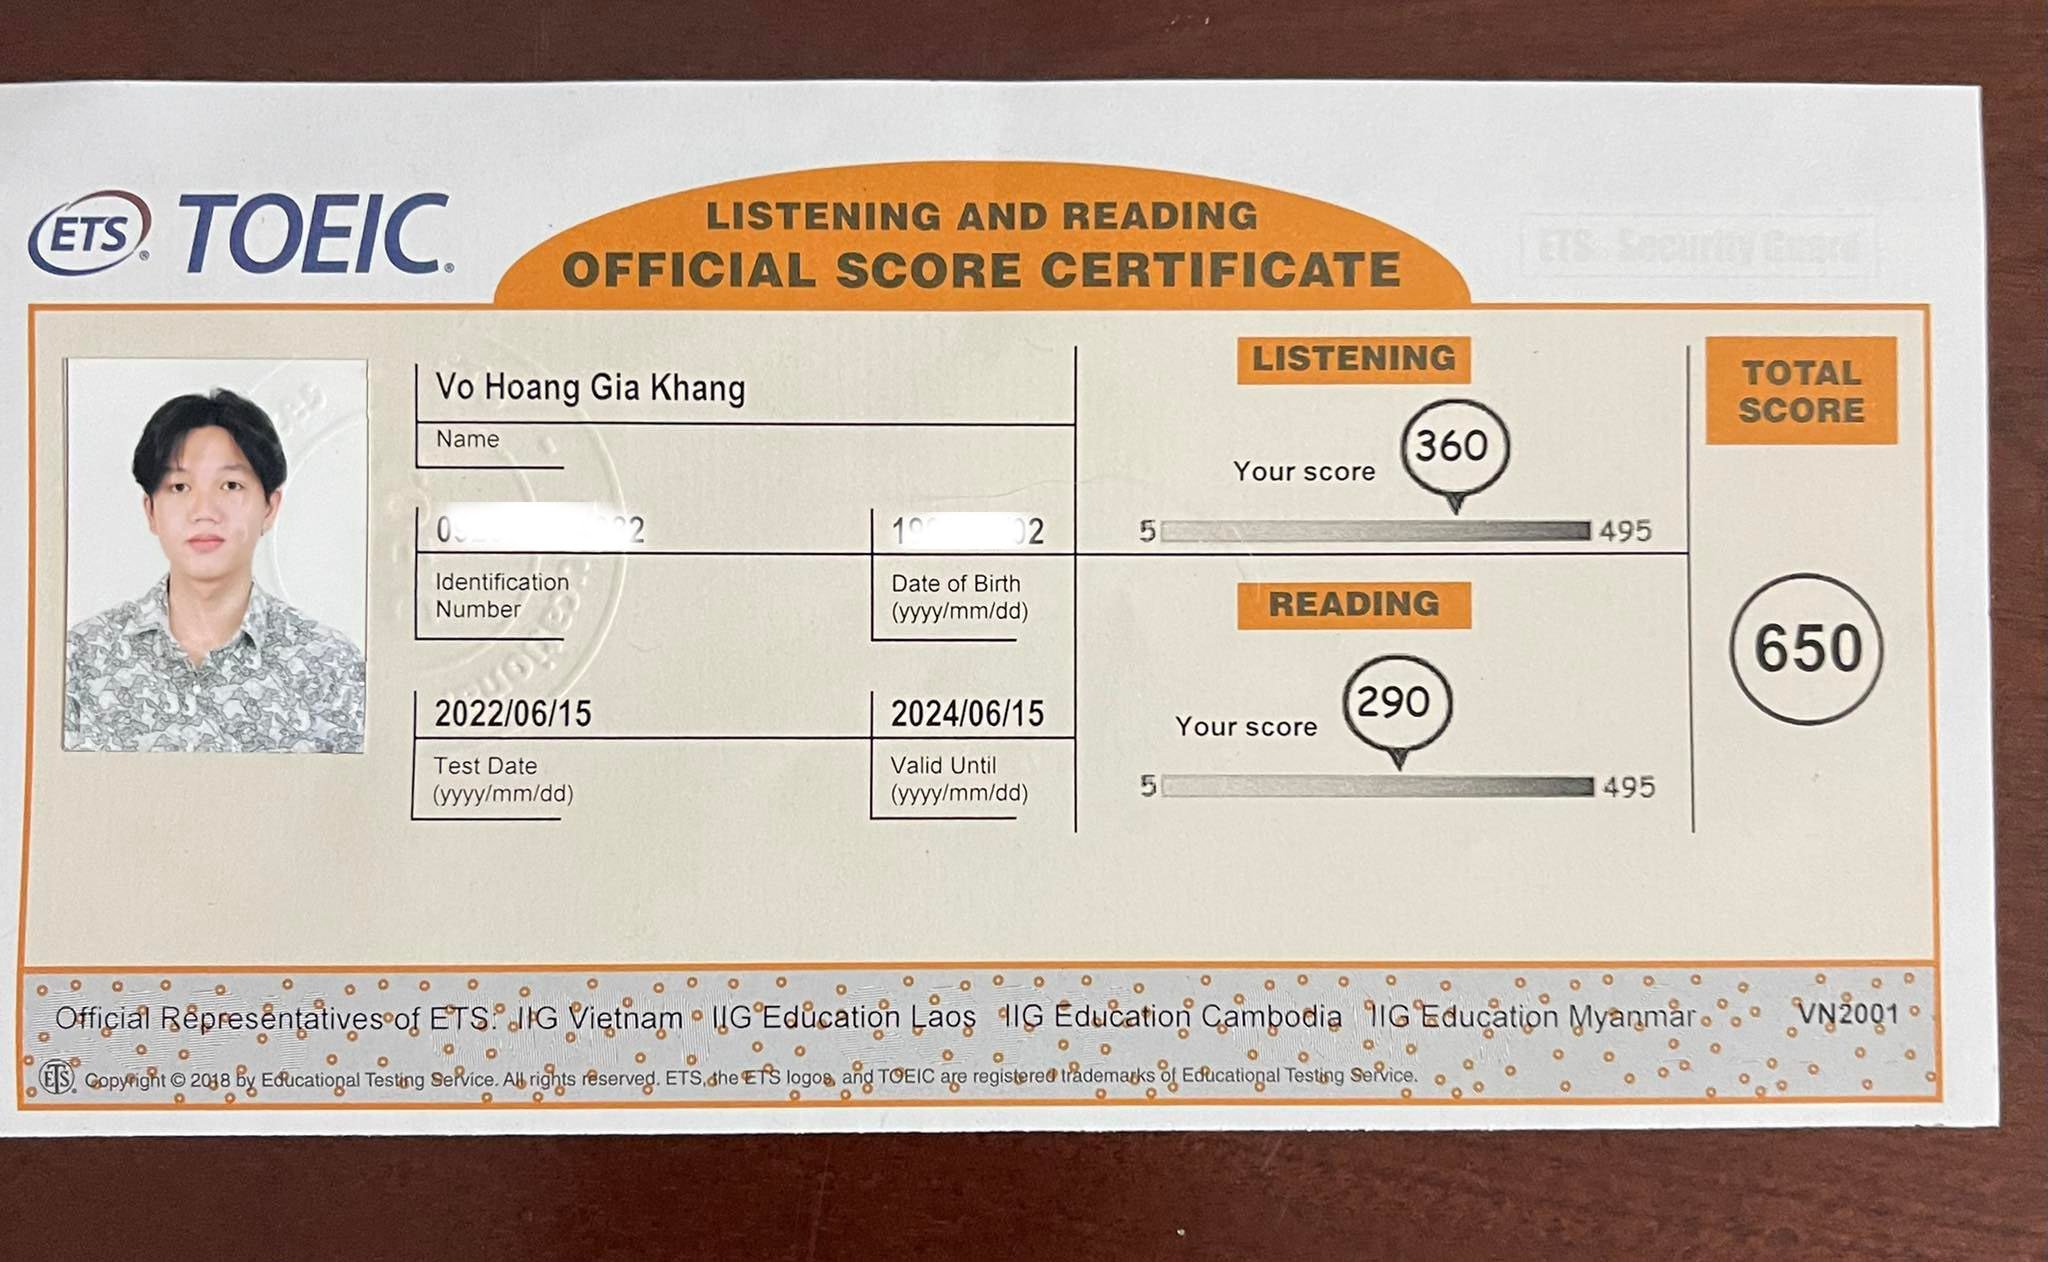 ETS® TOEIC®
LISTENING AND READING
OFFICIAL SCORE CERTIFICATE
ETS® Security Guard
Vo Hoang Gia Khang
Name
Identification
Number
Date of Birth
(yyyy/mm/dd)
2022/06/15
Test Date
(yyyy/mm/dd)
2024/06/15
Valid Until
(yyyy/mm/dd)
LISTENING
Your score 360
5 495
READING
Your score 290
5 495
TOTAL
SCORE
650
Official Representatives of ETS: IIG Vietnam IIG Education Laos IIG Education Cambodia IIG Education Myanmar VN2001
ETS® Copyright © 2018 by Educational Testing Service. All rights reserved. ETS, the ETS logos, and TOEIC are registered trademarks of Educational Testing Service.